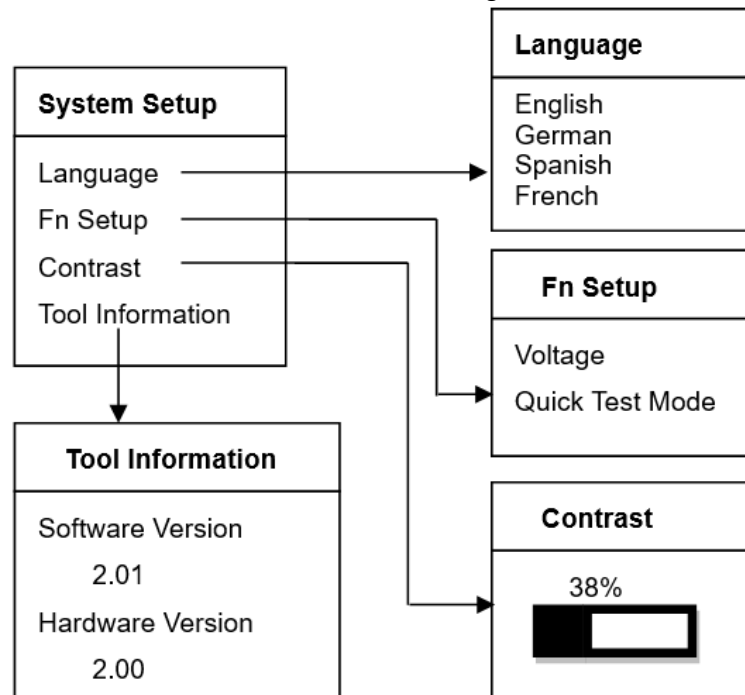 System Setup
Language
Fn Setup
Contrast
Tool Information
Language
English
German
Spanish
French
Fn Setup
Voltage
Quick Test Mode
Tool Information
Software Version
2.01
Hardware Version
2.00
Contrast
38%